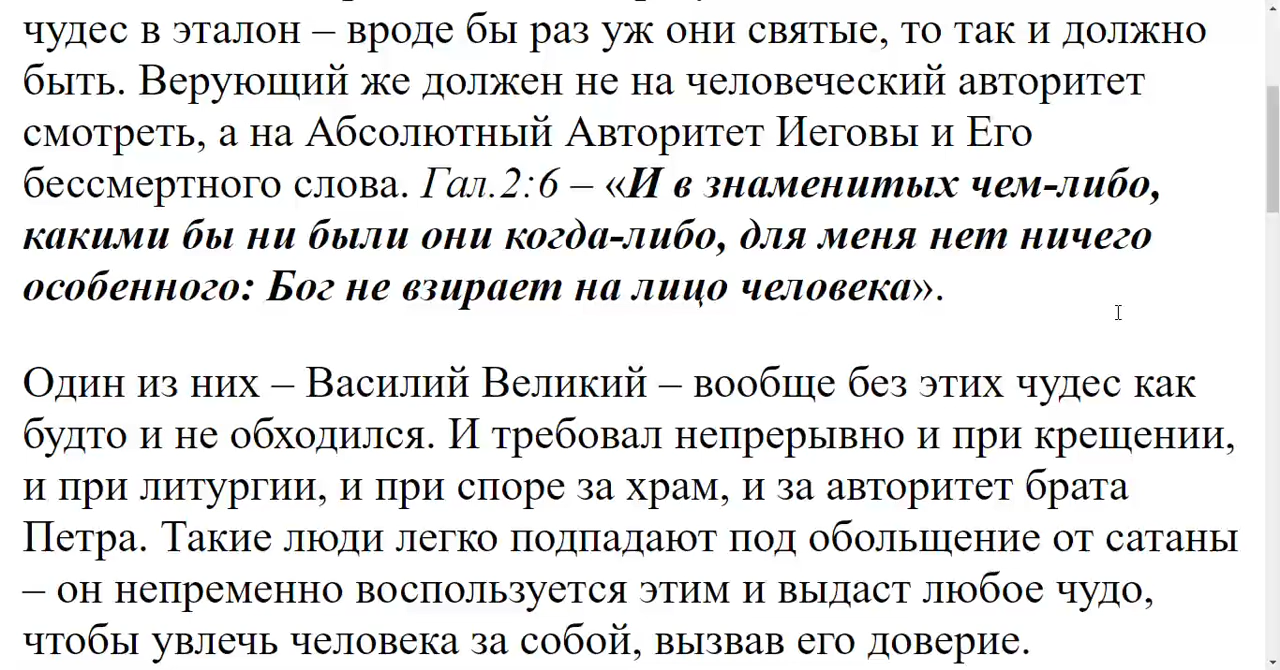 чудес в эталон – вроде бы раз уж они святые, то так и должно
быть. Верующий же должен не на человеческий авторитет
смотреть, а на Абсолютный Авторитет Иеговы и Его
бессмертного слова. Гал.2:6 – «И в знаменитых чем-либо,
какими бы ни были они когда-либо, для меня нет ничего
особенного: Бог не взирает на лицо человека».
Один из них – Василий Великий – вообще без этих чудес как
будто и не обходился. И требовал непрерывно и при крещении,
и при литургии, и при споре за храм, и за авторитет брата
Петра. Такие люди легко подпадают под обольщение от сатаны
– он непременно воспользуется этим и выдаст любое чудо,
чтобы увлечь человека за собой, вызвав его доверие.